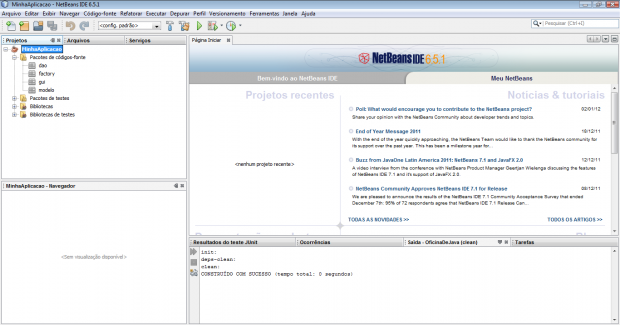 MinhaAplicacao - NetBeans IDE 6.5.1
Arquivo Editar Exibir Navegar Código-fonte Refatorar Executar Depurar Perfil Versionamento Ferramentas Janela Ajuda
<config. padrão>
Pesquisar (Ctrl+I)
Projetos Arquivos Serviços
MinhaAplicacao
Pacotes de códigos-fonte
dao
factory
gui
modelo
Pacotes de testes
Bibliotecas
Bibliotecas de testes
MinhaAplicacao - Navegador
<Sem visualização disponível>
Página Iniciar
NetBeans IDE 6.5.1
Bem-vindo ao NetBeans IDE
Meu NetBeans
Projetos recentes
<nenhum projeto recente>
Notícias & tutoriais
Poll: What would encourage you to contribute to the NetBeans project? 02/01/12
Share your opinion with the NetBeans Community about developer trends and topics.
End of Year Message 2011 18/12/11
With the end of the year quickly approaching, the NetBeans Team would like to thank the NetBeans community for
its support over the past year. This has been a milestone year for...
Buzz from JavaOne Latin America 2011: NetBeans 7.1 and JavaFX 2.0 12/12/11
A video interview from the conference with NetBeans Product Manager Geertjan Wielenga discussing the features
of NetBeans IDE 7.1 and it's support of JavaFX 2.0.
NetBeans Community Approves NetBeans IDE 7.1 for Release 08/12/11
We are pleased to announce the results of the NetBeans 7.1 Community Acceptance Survey that ended
December 7th: 95% of 72 respondents agree that NetBeans IDE 7.1 Release Can...
TODAS AS NOVIDADES >> TODOS OS ARTIGOS >>
Resultados do teste JUnit Ocorrências Saída - OficinaDeJava (clean) Tarefas
init:
deps-clean:
clean:
CONSTRUÍDO COM SUCESSO (tempo total: 0 segundos)